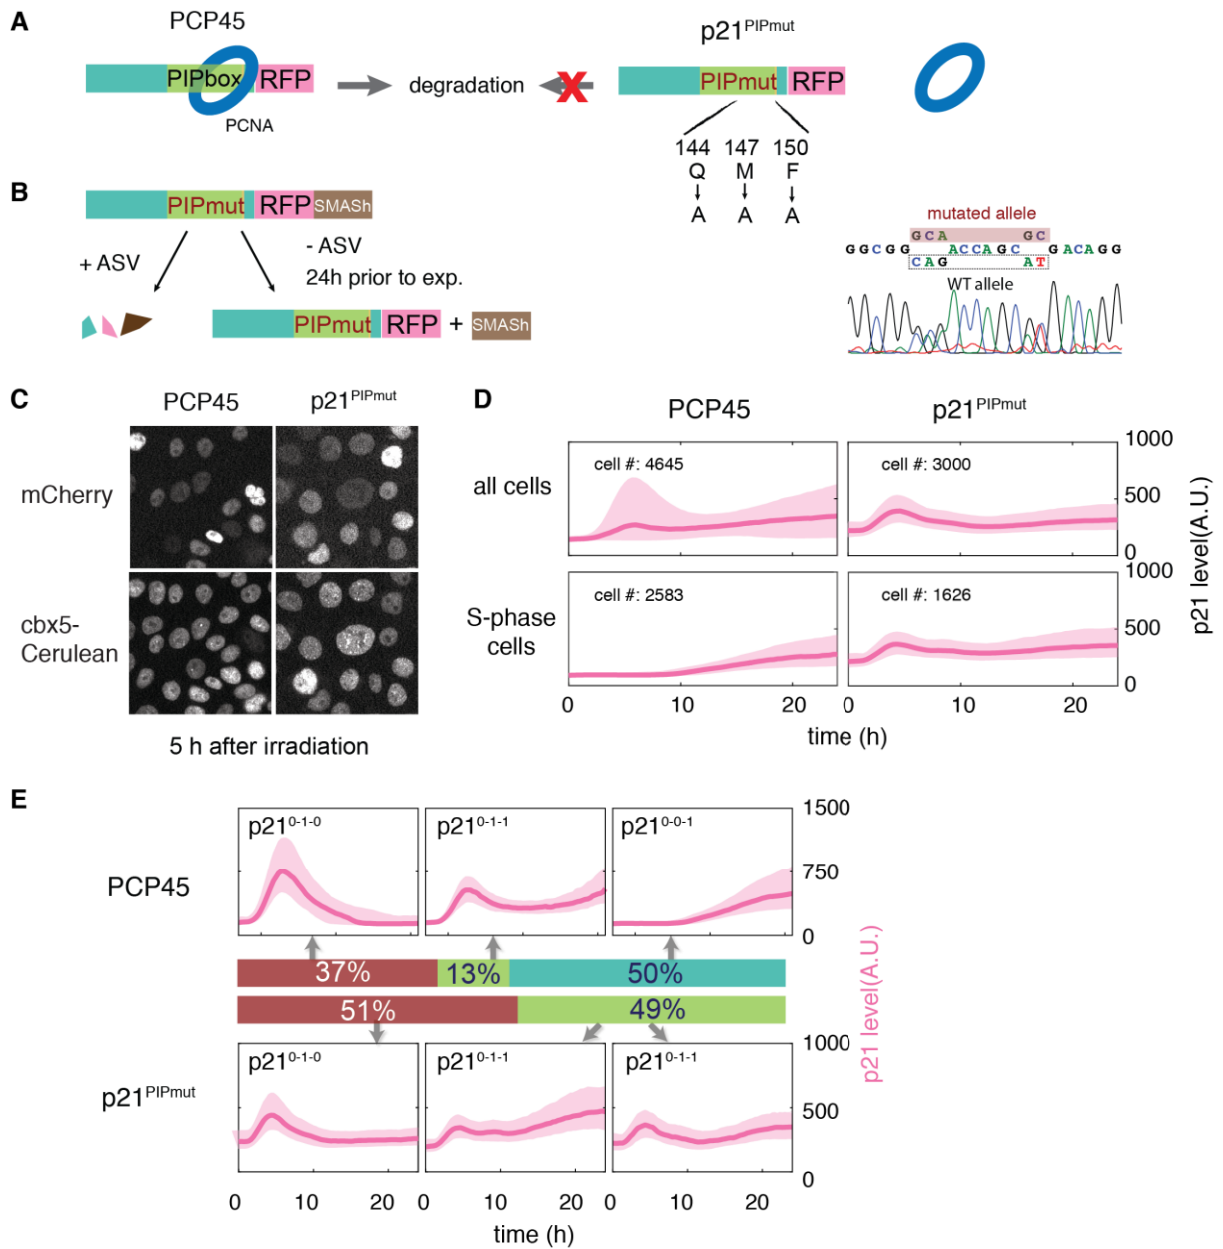 A
PCP45
p21PIPmut
PIPbox RFP
degradation
X
PIPmut RFP
PCNA
144 147 150
Q M F
A A A
B
PIPmut RFP SMASh
+ ASV
- ASV
24h prior to exp.
PIPmut RFP + SMASh
mutated allele
GCA GC
GGCGG ACCAGC GACAGG
CAG AT
WT allele
C
PCP45 p21PIPmut
mCherry
cbx5-
Cerulean
5 h after irradiation
D
PCP45 p21PIPmut
all cells
cell #: 4645
cell #: 3000
1000
500
0
S-phase
cells
cell #: 2583
cell #: 1626
1000
500
0
p21 level(A.U.)
0 10 20 0 10 20
time (h)
E
PCP45
p210-1-0 p210-1-1 p210-0-1
1500
750
0
37% 13% 50%
51% 49%
p21 level(A.U.)
p21PIPmut
p210-1-0 p210-1-1 p210-1-1
1000
500
0
0 10 20 0 10 20 0 10 20
time (h)